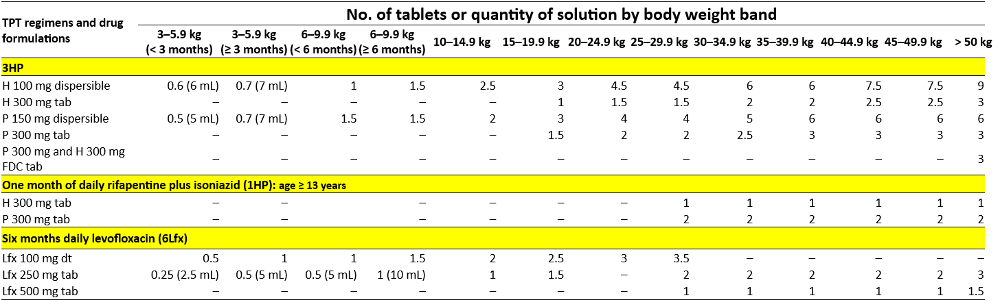 No. of tablets or quantity of solution by body weight band
TPT regimens and drug
formulations
3–5.9 kg 3–5.9 kg 6–9.9 kg 6–9.9 kg 10–14.9 kg 15–19.9 kg 20–24.9 kg 25–29.9 kg 30–34.9 kg 35–39.9 kg 40–44.9 kg 45–49.9 kg > 50 kg
(< 3 months) (≥ 3 months) (< 6 months) (≥ 6 months)
3HP
H 100 mg dispersible 0.6 (6 mL) 0.7 (7 mL) 1 1.5 2.5 3 4.5 4.5 6 6 7.5 7.5 9
H 300 mg tab – – – – – 1 1.5 1.5 2 2 2.5 2.5 3
P 150 mg dispersible 0.5 (5 mL) 0.7 (7 mL) 1.5 1.5 2 3 4 4 5 6 6 6 6
P 300 mg tab – – – – – 1.5 2 2 2.5 3 3 3 3
P 300 mg and H 300 mg
FDC tab – – – – – – – – – – – – 3
One month of daily rifapentine plus isoniazid (1HP): age ≥ 13 years
H 300 mg tab – – – – – – – 1 1 1 1 1 1
P 300 mg tab – – – – – – – 2 2 2 2 2 2
Six months daily levofloxacin (6Lfx)
Lfx 100 mg dt 0.5 1 1 1.5 2 2.5 3 3.5 – – – – –
Lfx 250 mg tab 0.25 (2.5 mL) 0.5 (5 mL) 0.5 (5 mL) 1 (10 mL) 1 1.5 – 2 2 2 2 2 3
Lfx 500 mg tab – – – – – – – 1 1 1 1 1 1.5